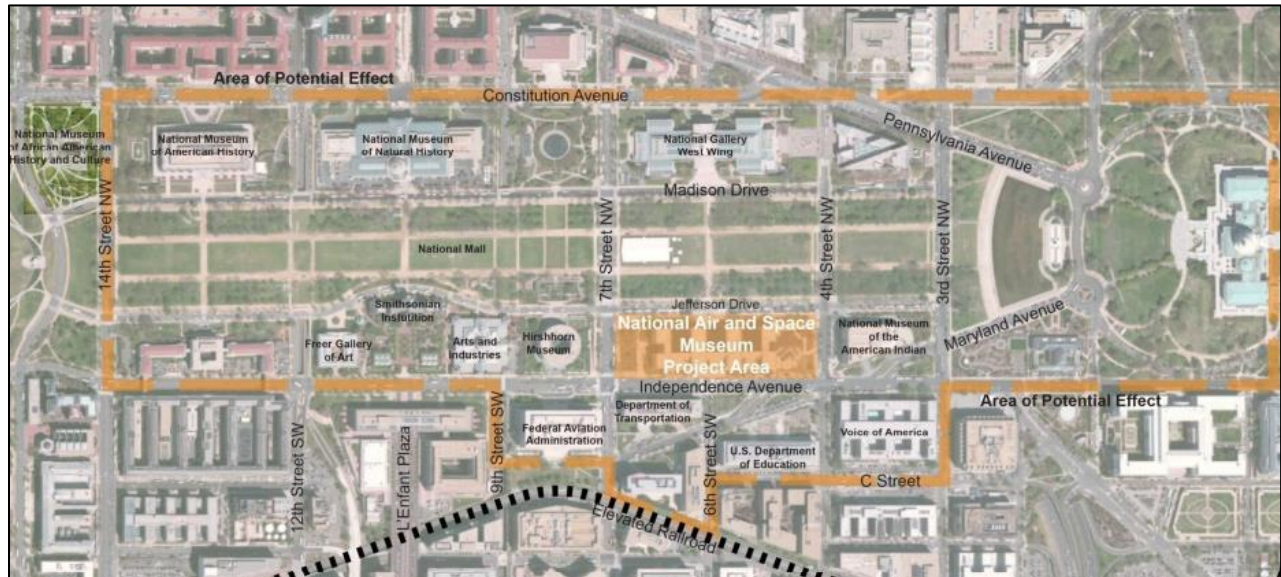 Area of Potential Effect
Constitution Avenue
Pennsylvania Avenue
National Museum
of African American
History and Culture
National Museum
of American History
National Museum
of Natural History
National Gallery
West Wing
Madison Drive
14th Street NW
National Mall
7th Street NW
4th Street NW
3rd Street NW
Jefferson Drive
Smithsonian
Instutition
Freer Gallery
of Art
Arts and
Industries
Hirshhorn
Museum
National Air and Space
Museum
Project Area
National Museum
of the
American Indian
Maryland Avenue
Independence Avenue
Area of Potential Effect
Department of
Transportation
Federal Aviation
Administration
Voice of America
U.S. Department
of Education
12th Street SW
L'Enfant Plaza
9th Street SW
6th Street SW
C Street
Elevated Railroad